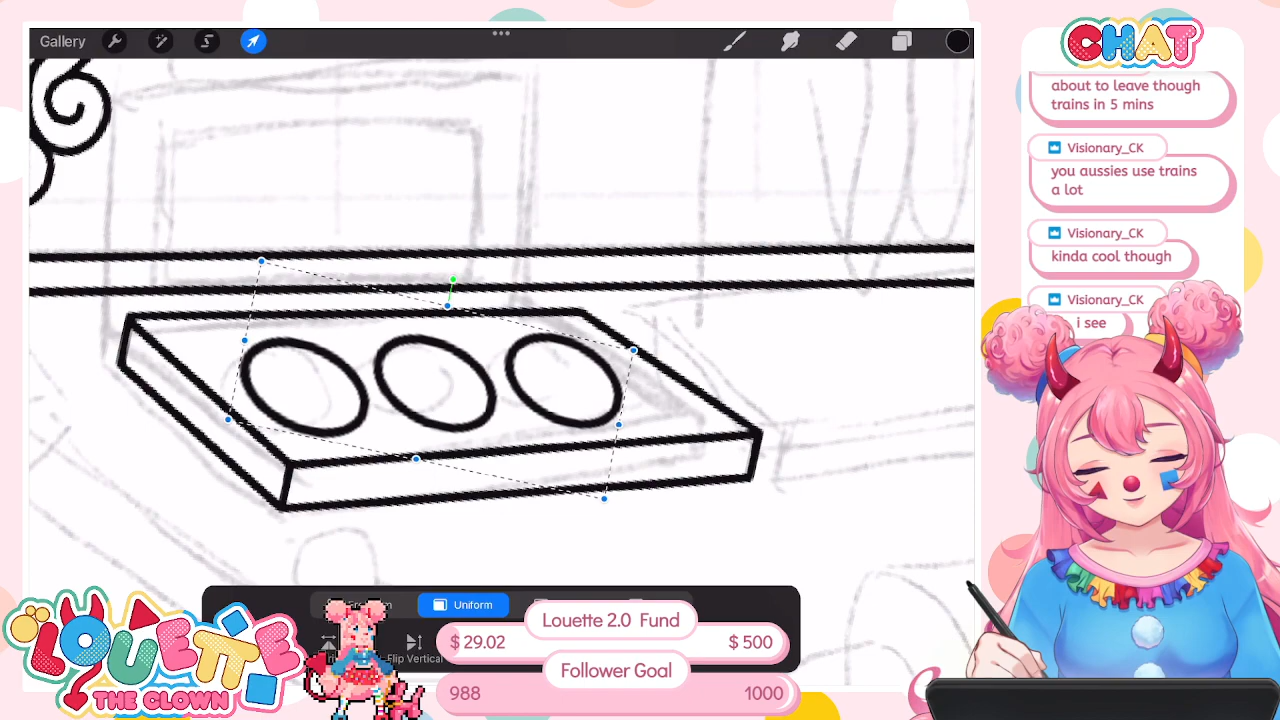 Gallery
CHAT
about to leave though
trains in 5 mins
Visionary_CK
you aussies use trains
a lot
Visionary_CK
kinda cool though
Visionary_CK
i see
Uniform
Flip Vertical
Louette 2.0 Fund
$ 29.02
$ 500
Follower Goal
988
1000
LOUETTE
THE CLOWN